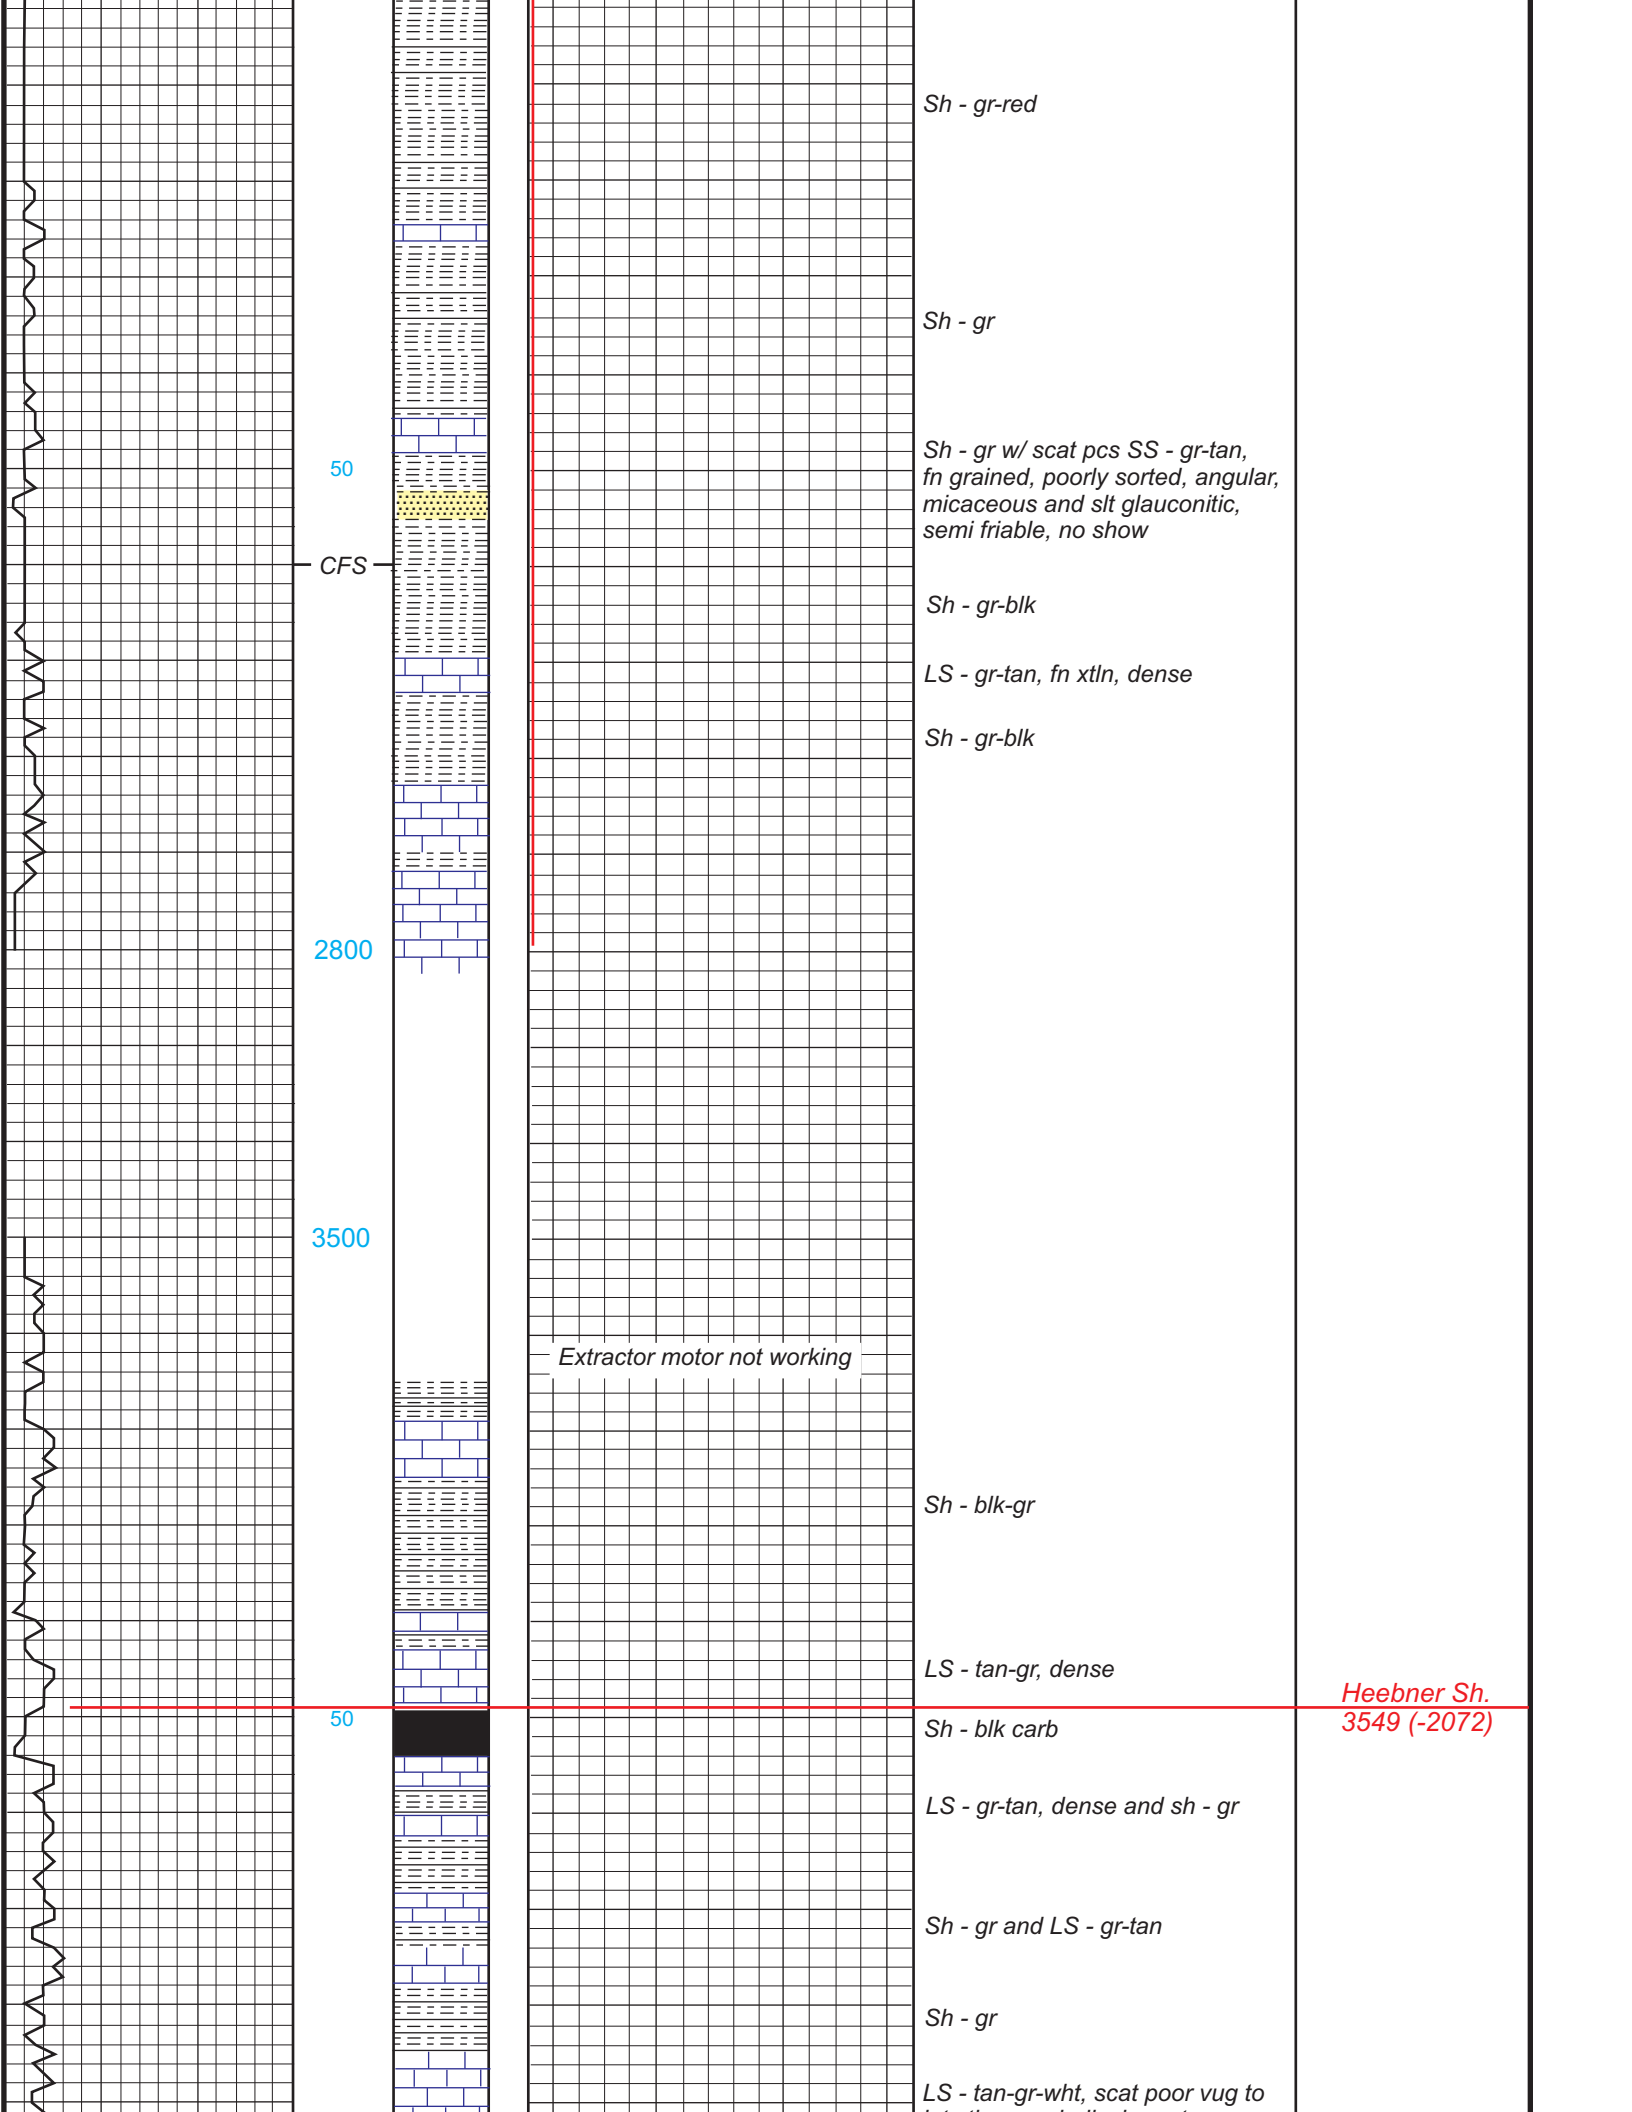 Sh - gr-red
Sh - gr
50
Sh - gr w/ scat pcs SS - gr-tan,
fn grained, poorly sorted, angular,
micaceous and slt glauconitic,
semi friable, no show
CFS
Sh - gr-blk
LS - gr-tan, fn xtln, dense
Sh - gr-blk
2800
3500
Extractor motor not working
Sh - blk-gr
LS - tan-gr, dense
Heebner Sh.
3549 (-2072)
50
Sh - blk carb
LS - gr-tan, dense and sh - gr
Sh - gr and LS - gr-tan
Sh - gr
LS - tan-gr-wht, scat poor vug to